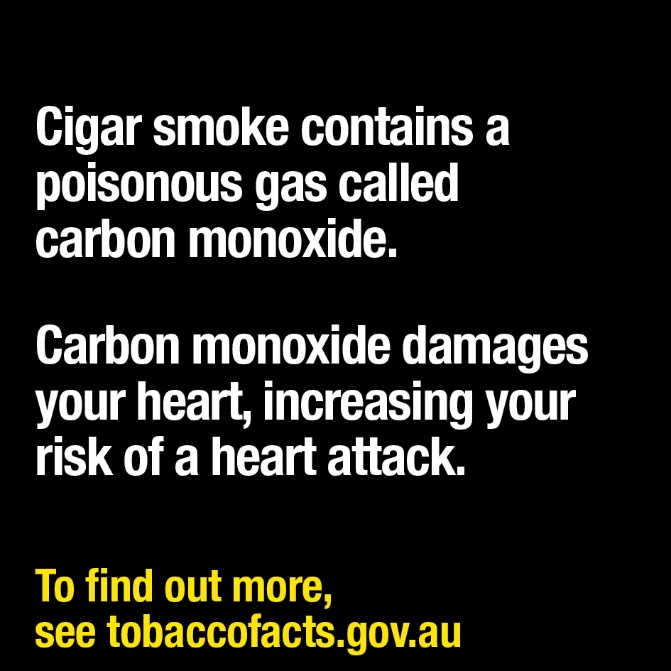 Cigar smoke contains a
poisonous gas called
carbon monoxide.
Carbon monoxide damages
your heart, increasing your
risk of a heart attack.
To find out more,
see tobaccofacts.gov.au